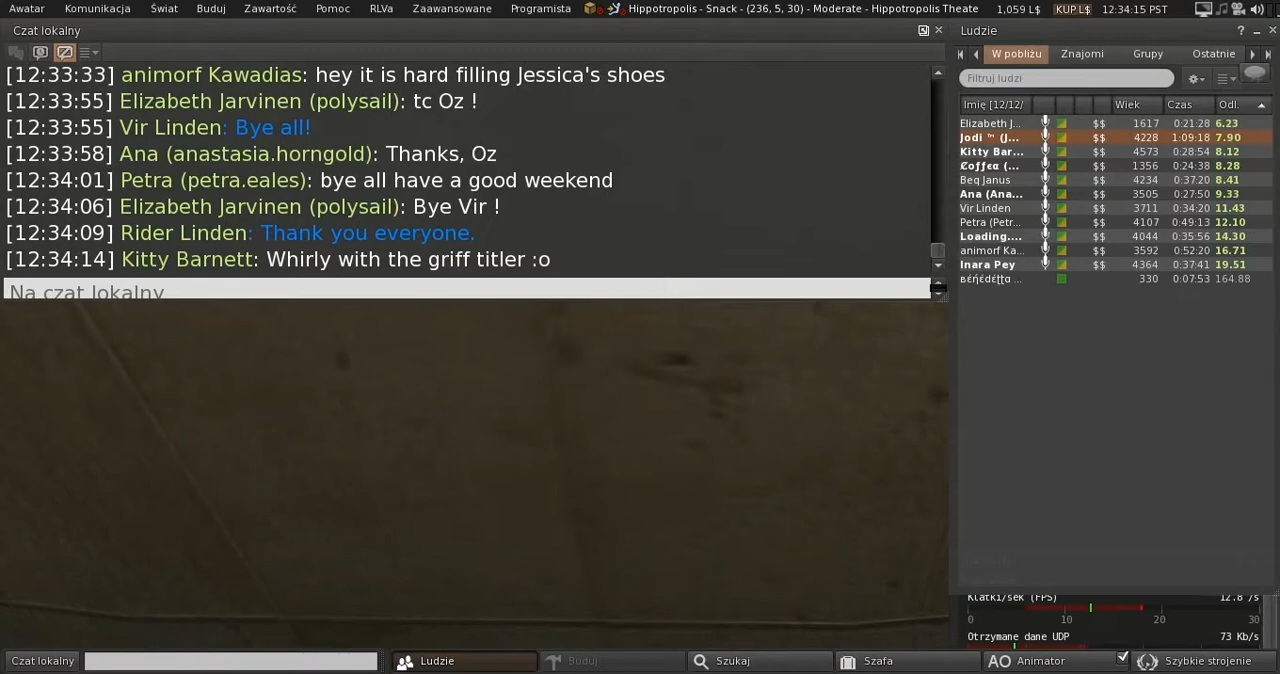 Awatar Komunikacja Świat Buduj Zawartość Pomoc RLVa Zaawansowane Programista Hippotropolis - Snack - (236, 5, 30) - Moderate - Hippotropolis Theate 1,059 L$ KUP L$ 12:34:15 PST
Czat lokalny
[12:33:33] animorf Kawadias: hey it is hard filling Jessica's shoes
[12:33:55] Elizabeth Jarvinen (polysail): tc Oz !
[12:33:55] Vir Linden: Bye all!
[12:33:58] Ana (anastasia.horngold): Thanks, Oz
[12:34:01] Petra (petra.eales): bye all have a good weekend
[12:34:06] Elizabeth Jarvinen (polysail): Bye Vir !
[12:34:09] Rider Linden: Thank you everyone.
[12:34:14] Kitty Barnett: Whirly with the griff titler :o
Na czat lokalny
Ludzie
W pobliżu Znajomi Grupy Ostatnie
Filtruj ludzi
Imię [12/12/ Wiek Czas Odl.
Elizabeth J... $$ 1617 0:21:28 6.23
Jodi ™ (J... $$ 4228 1:09:18 7.90
Kitty Bar... $$ 4573 0:28:54 8.12
(... $$ 1356 0:24:38 8.28
Beq Janus $$ 4234 0:37:20 8.41
Ana (Ana... $$ 3505 0:27:50 9.33
Vir Linden $$ 3711 0:34:20 11.43
Petra (Petr... $$ 4107 0:49:13 12.10
Loading.... $$ 4044 0:35:56 14.30
animorf Ka... $$ 3592 0:52:20 16.71
Inara Pey $$ 4364 0:37:41 19.51
330 0:07:53 164.88
Klatki/sek (FPS) 12.8 /s
0 10 20 30
Otrzymane dane UDP 73 Kb/s
Czat lokalny Ludzie Buduj Szukaj Szafa AO Animator Szybkie strojenie